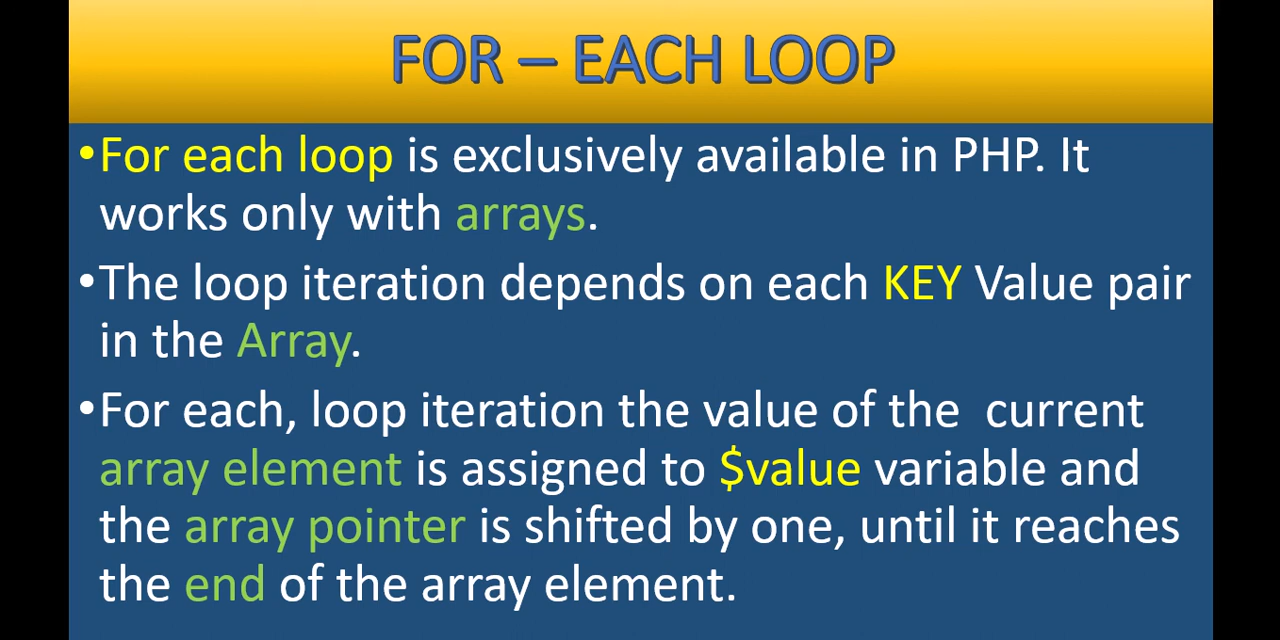 FOR – EACH LOOP
•For each loop is exclusively available in PHP. It
works only with arrays.
•The loop iteration depends on each KEY Value pair
in the Array.
•For each, loop iteration the value of the  current
array element is assigned to $value variable and
the array pointer is shifted by one, until it reaches
the end of the array element.